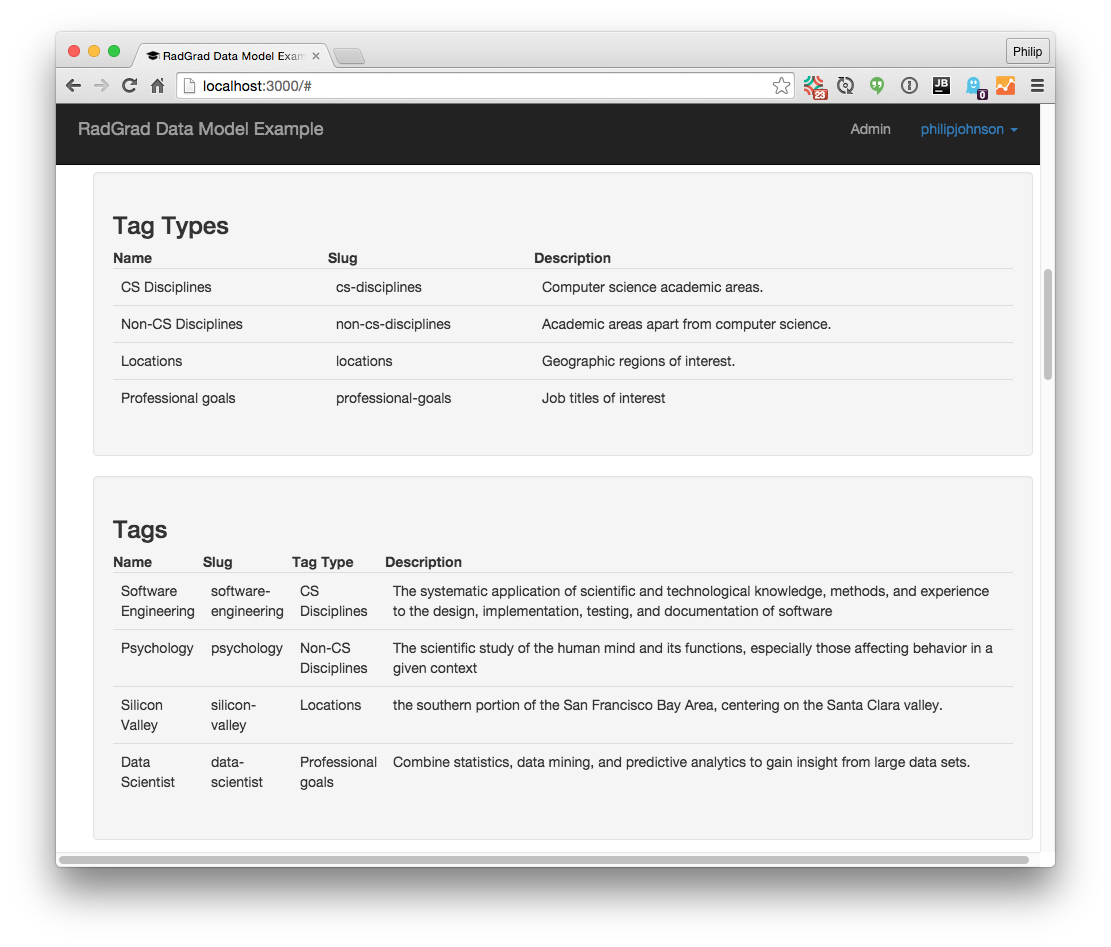 RadGrad Data Model Exam
Philip
localhost:3000/#
23
JB
0
RadGrad Data Model Example
Admin
philipjohnson
Tag Types
Name Slug Description
CS Disciplines cs-disciplines Computer science academic areas.
Non-CS Disciplines non-cs-disciplines Academic areas apart from computer science.
Locations locations Geographic regions of interest.
Professional goals professional-goals Job titles of interest
Tags
Name Slug Tag Type Description
Software software- CS The systematic application of scientific and technological knowledge, methods, and experience
Engineering engineering Disciplines to the design, implementation, testing, and documentation of software
Psychology psychology Non-CS The scientific study of the human mind and its functions, especially those affecting behavior in a
Disciplines given context
Silicon silicon- Locations the southern portion of the San Francisco Bay Area, centering on the Santa Clara valley.
Valley valley
Data data- Professional Combine statistics, data mining, and predictive analytics to gain insight from large data sets.
Scientist scientist goals